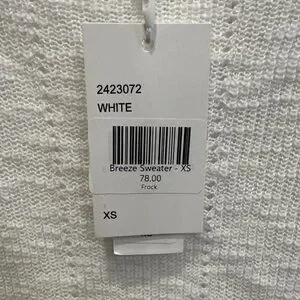 2423072
WHITE
Breeze Sweater - XS
78.00
Frock
XS